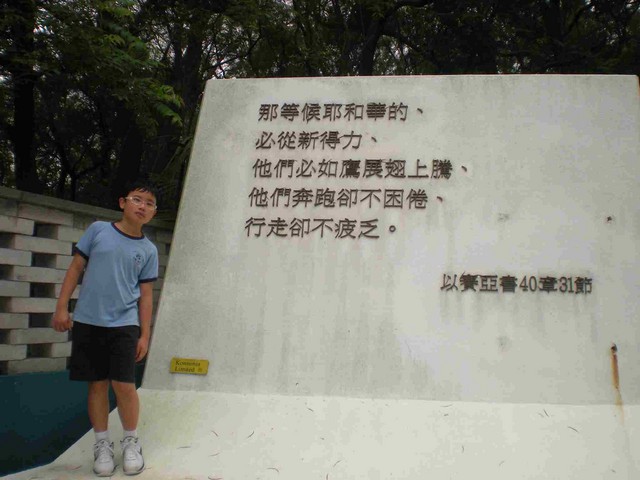 那等候耶和華的、
必從新得力、
他們必如鷹展翅上騰、
他們奔跑卻不困倦、
行走卻不疲乏。
以賽亞書40章31節